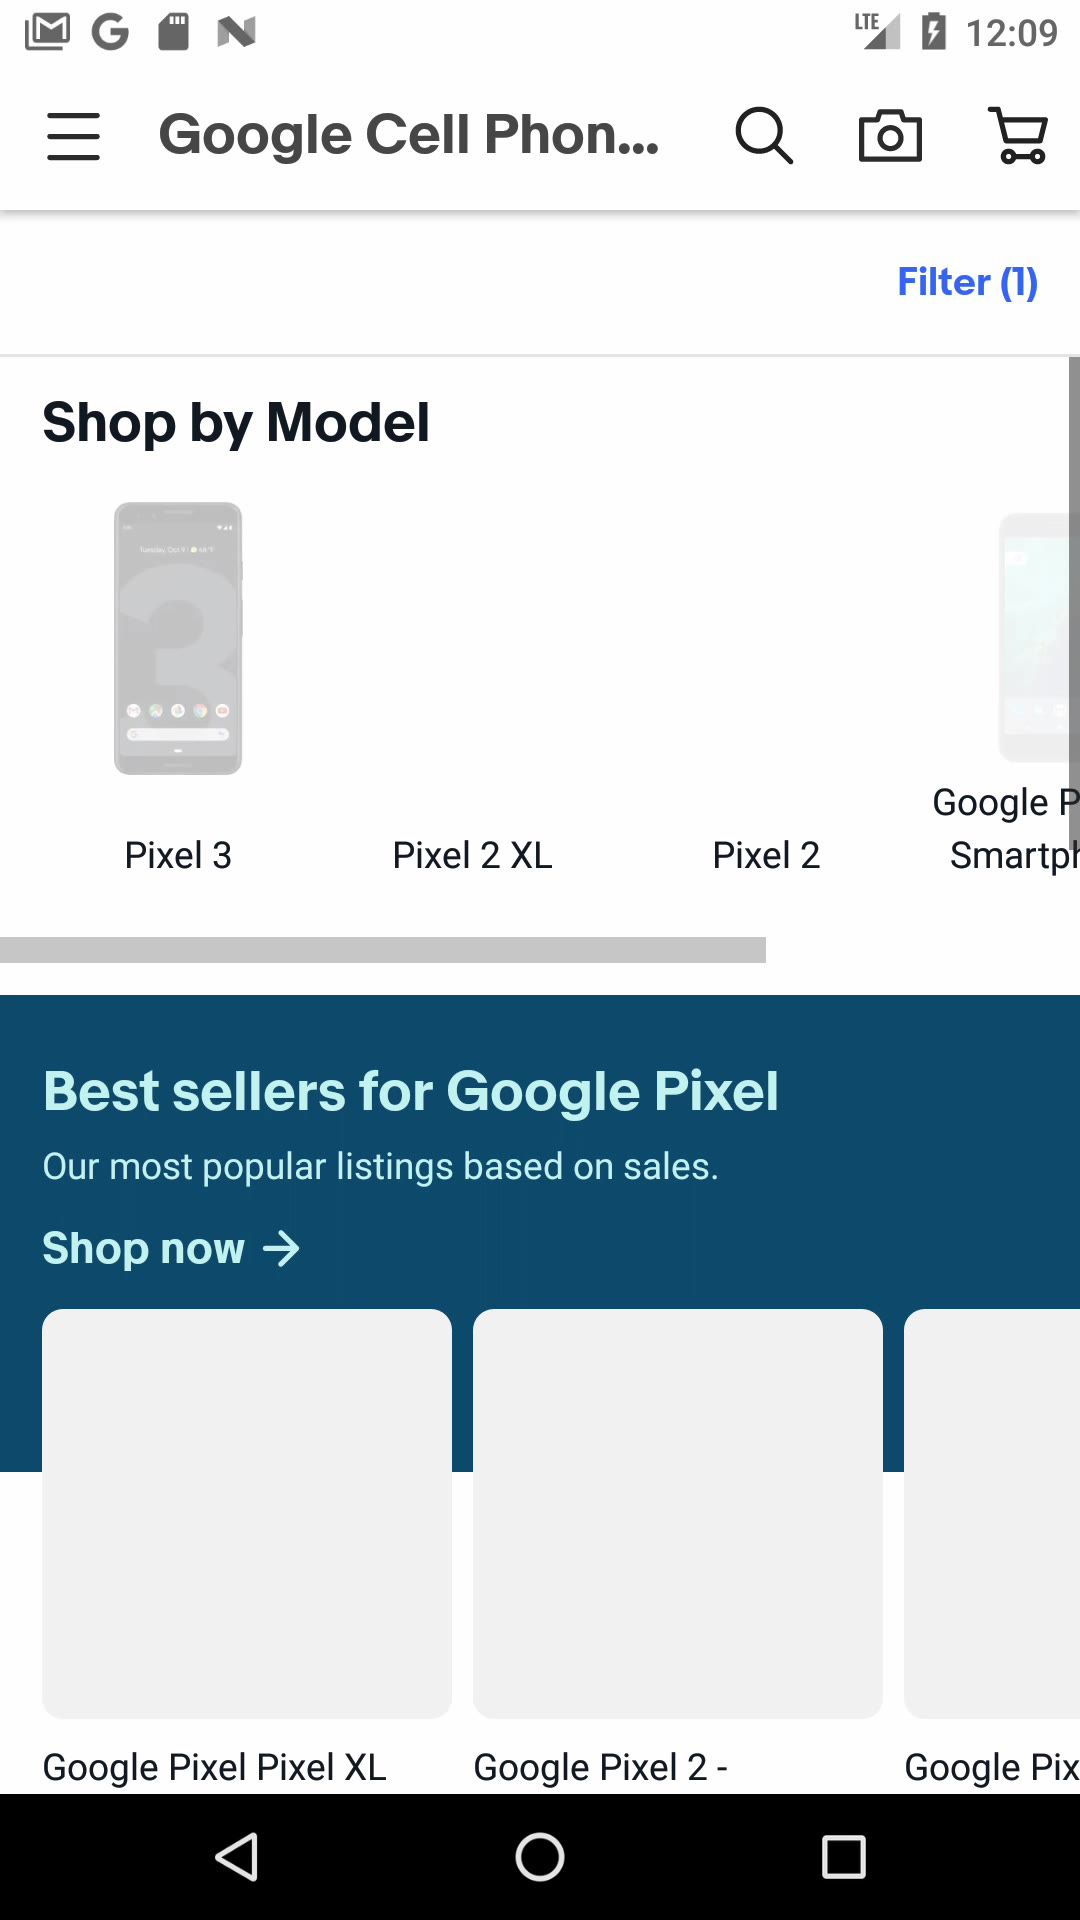 LTE 12:09
Google Cell Phon...
Filter (1)
Shop by Model
Pixel 3
Pixel 2 XL
Pixel 2
Google P
Smartph
Best sellers for Google Pixel
Our most popular listings based on sales.
Shop now
Google Pixel Pixel XL
Google Pixel 2 -
Google Pix